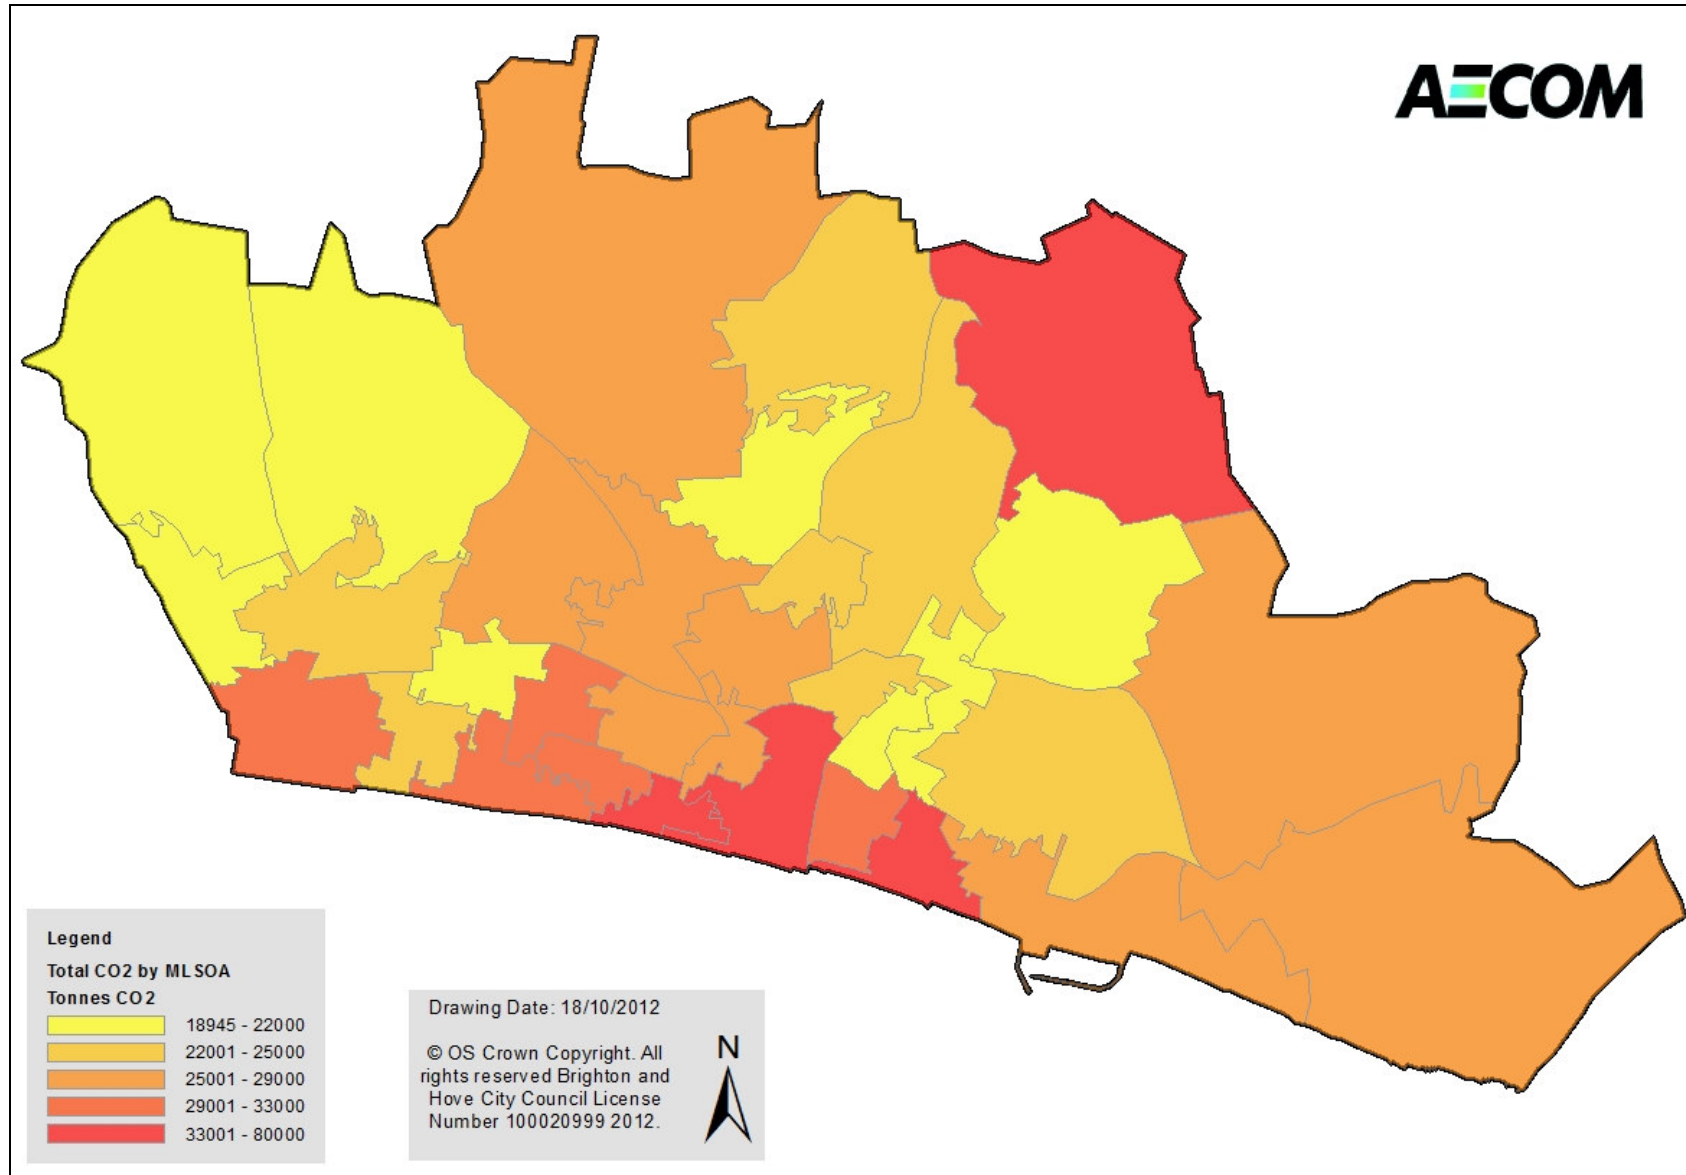 AECOM
Legend
Total CO2 by MLSOA
Tonnes CO2
18945 - 22000
22001 - 25000
25001 - 29000
29001 - 33000
33001 - 80000
Drawing Date: 18/10/2012
© OS Crown Copyright. All
rights reserved Brighton and
Hove City Council License
Number 100020999 2012.
N